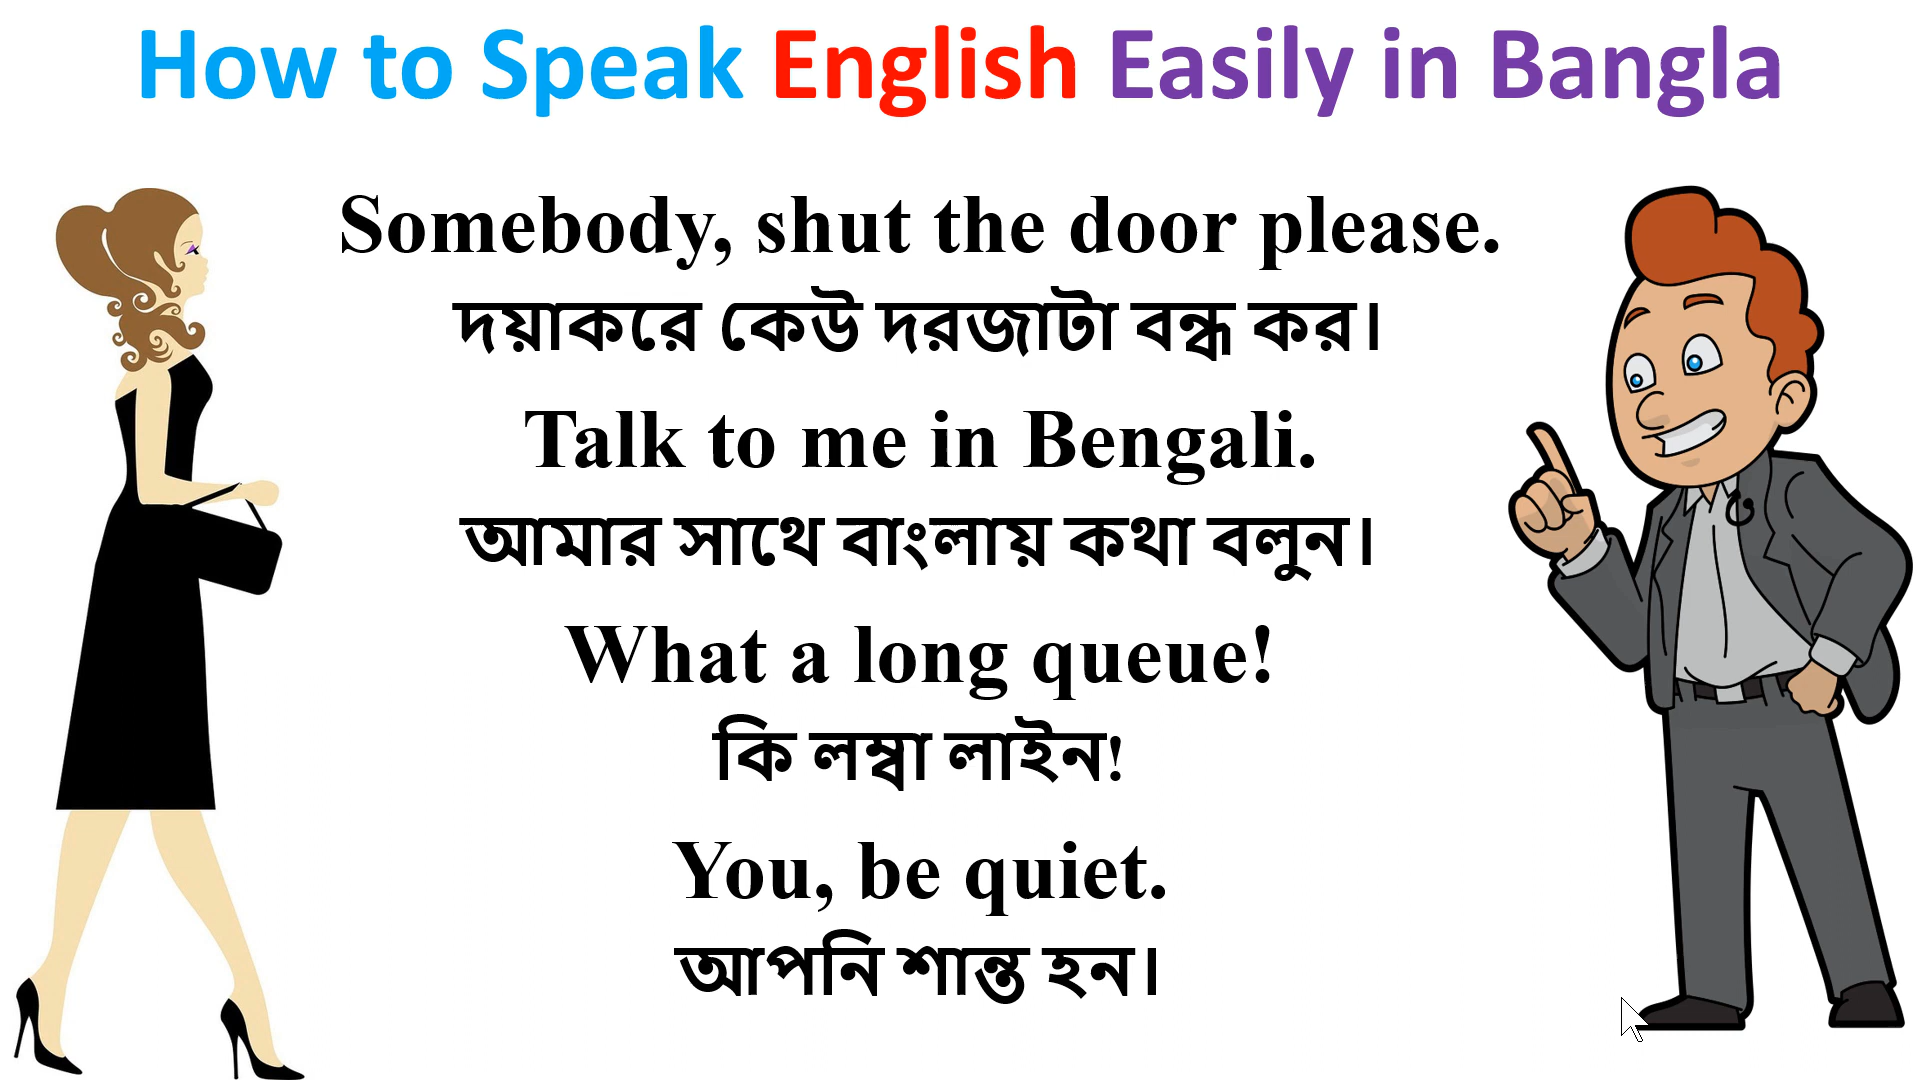 How to Speak English Easily in Bangla
Somebody, shut the door please.
দয়াকরে কেউ দরজাটা বন্ধ কর।
Talk to me in Bengali.
আমার সাথে বাংলায় কথা বলুন।
What a long queue!
কি লম্বা লাইন!
You, be quiet.
আপনি শান্ত হন।